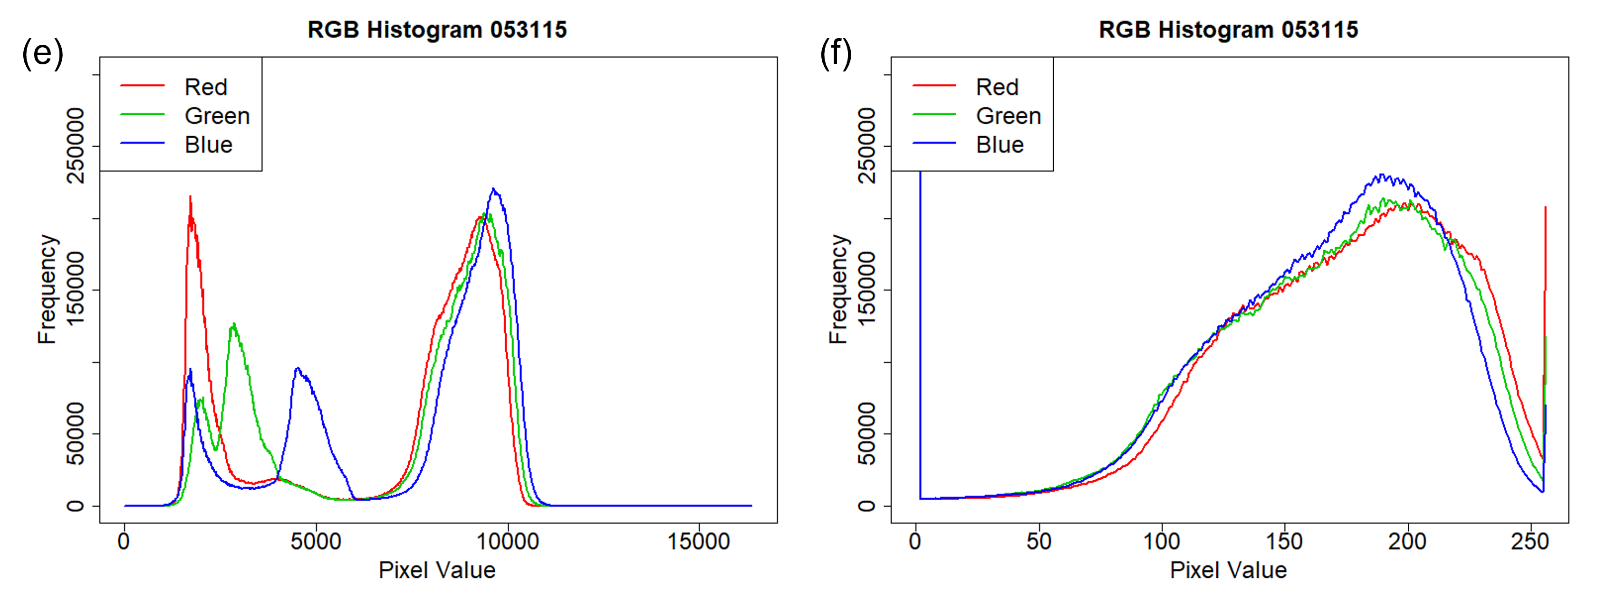 (e)
RGB Histogram 053115
Red
Green
Blue
Frequency
0
50000
150000
250000
0
5000
10000
15000
Pixel Value
(f)
RGB Histogram 053115
Red
Green
Blue
Frequency
0
50000
150000
250000
0
50
100
150
200
250
Pixel Value